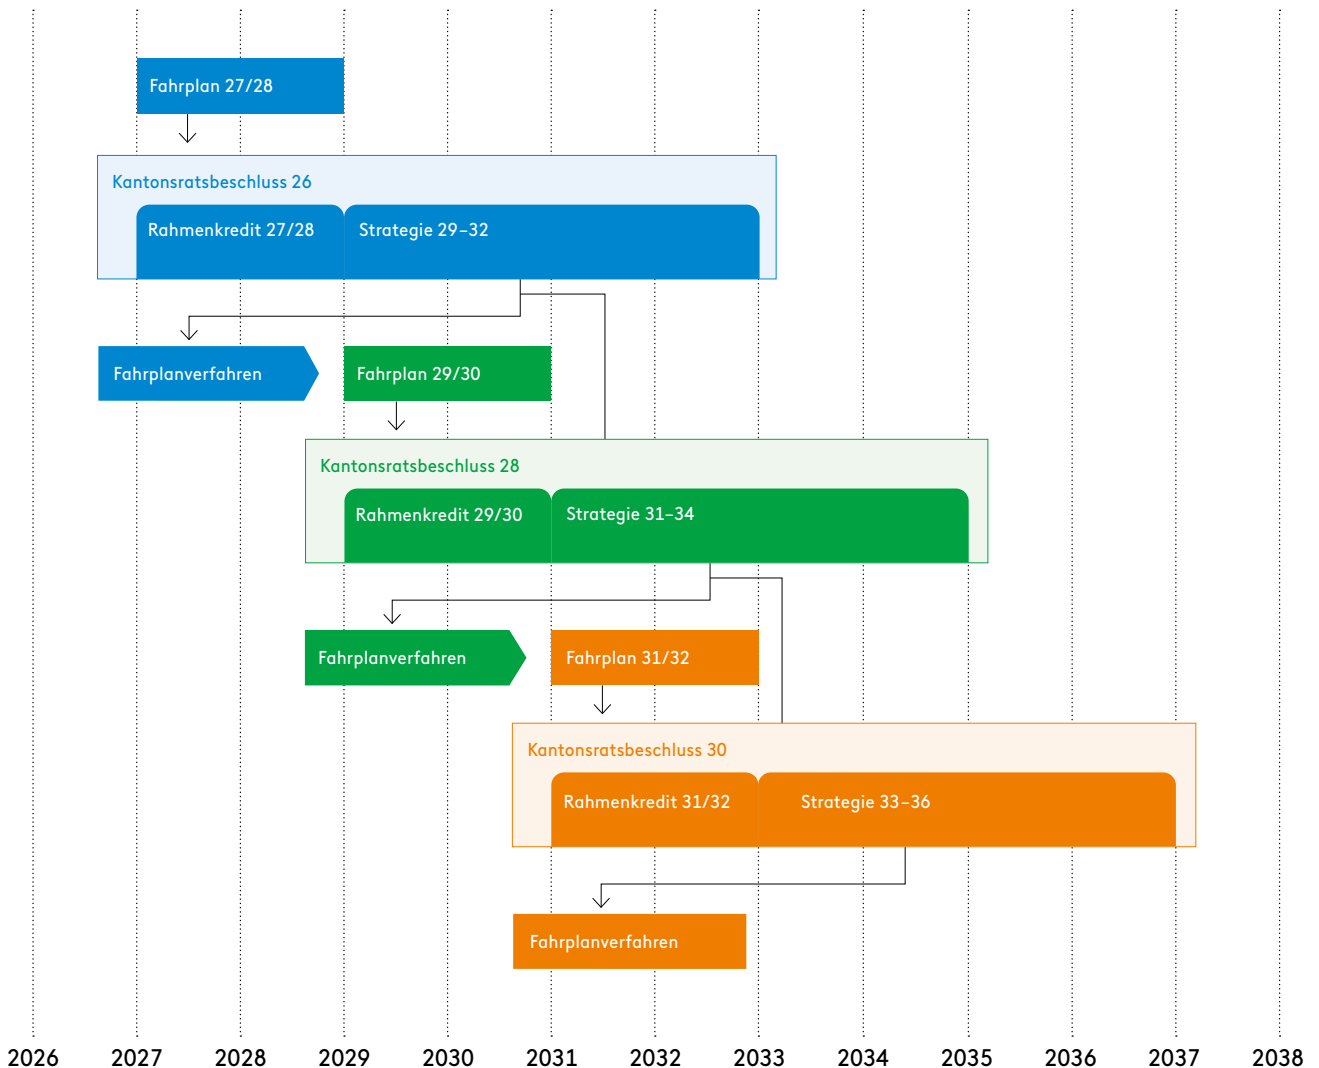 Fahrplan 27/28
Kantonsratsbeschluss 26
Rahmenkredit 27/28
Strategie 29–32
Fahrplanverfahren
Fahrplan 29/30
Kantonsratsbeschluss 28
Rahmenkredit 29/30
Strategie 31–34
Fahrplanverfahren
Fahrplan 31/32
Kantonsratsbeschluss 30
Rahmenkredit 31/32
Strategie 33–36
Fahrplanverfahren
2026 2027 2028 2029 2030 2031 2032 2033 2034 2035 2036 2037 2038